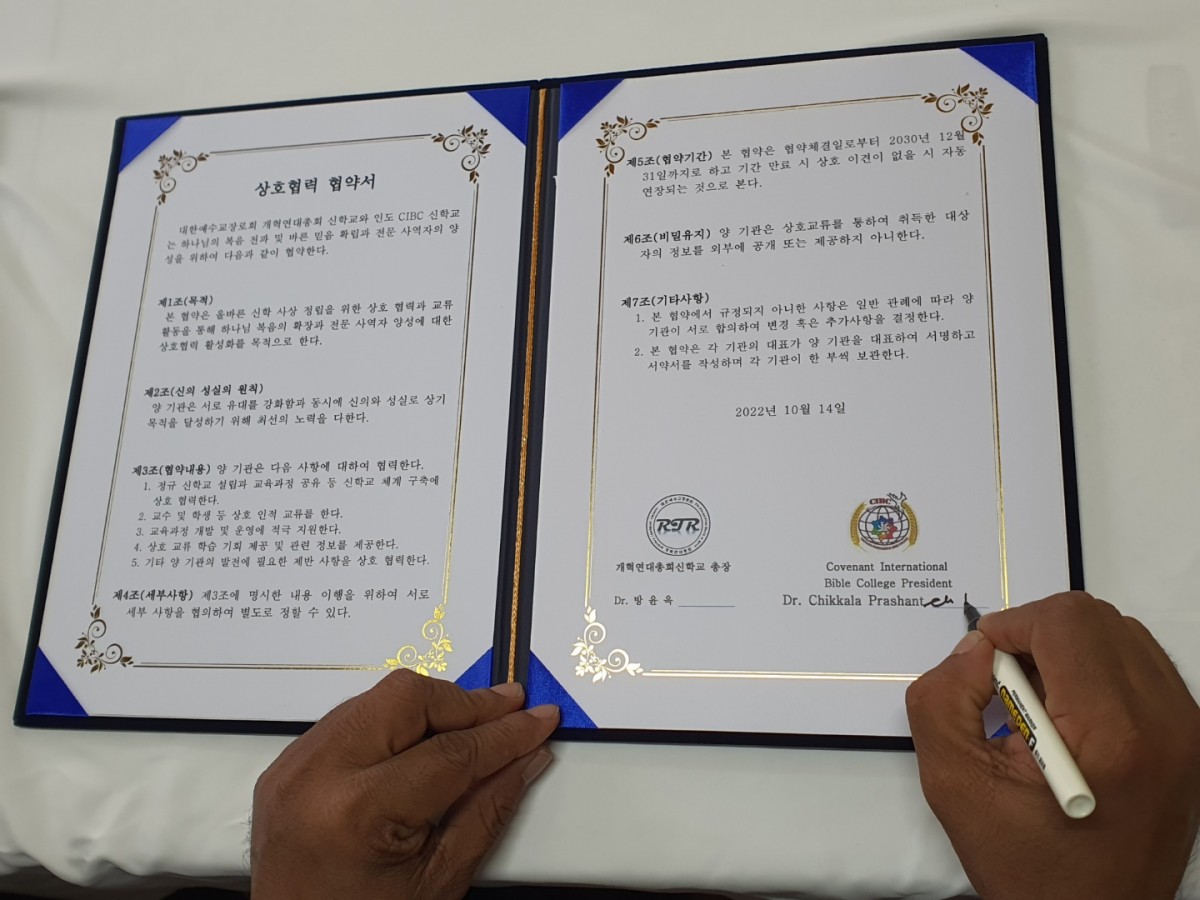 상호협력 협약서
대한예수교장로회 개혁연대총회 신학교와 인도 CIBC 신학교
는 하나님의 복음 전파 및 바른 믿음 확립과 전문 사역자의 양
성을 위하여 다음과 같이 협약한다.
제1조(목적)
본 협약은 올바른 신학 사상 정립을 위한 상호 협력과 교류
활동을 통해 하나님 복음의 확장과 전문 사역자 양성에 대한
상호협력 활성화를 목적으로 한다.
제2조(신의 성실의 원칙)
양 기관은 서로 유대를 강화함과 동시에 신의와 성실로 상기
목적을 달성하기 위해 최선의 노력을 다한다.
제3조(협약내용) 양 기관은 다음 사항에 대하여 협력한다.
1. 정규 신학교 설립과 교육과정 공유 등 신학교 체계 구축에
상호 협력한다.
2. 교수 및 학생 등 상호 인적 교류를 한다.
3. 교육과정 개발 및 운영에 적극 지원한다.
4. 상호 교류 학습 기회 제공 및 관련 정보를 제공한다.
5. 기타 양 기관의 발전에 필요한 제반 사항을 상호 협력한다.
제4조(세부사항) 제3조에 명시한 내용 이행을 위하여 서로
세부 사항을 협의하여 별도로 정할 수 있다.
제5조(협약기간) 본 협약은 협약체결일로부터 2030년 12월
31일까지로 하고 기간 만료 시 상호 이견이 없을 시 자동
연장되는 것으로 본다.
제6조(비밀유지) 양 기관은 상호교류를 통하여 취득한 대상
자의 정보를 외부에 공개 또는 제공하지 아니한다.
제7조(기타사항)
1. 본 협약에서 규정되지 아니한 사항은 일반 관례에 따라 양
기관이 서로 합의하여 변경 혹은 추가사항을 결정한다.
2. 본 협약은 각 기관의 대표가 양 기관을 대표하여 서명하고
서약서를 작성하며 각 기관이 한 부씩 보관한다.
2022년 10월 14일
RTR
CIBC
개혁연대총회신학교 총장
Dr. 방윤옥
Covenant International
Bible College President
Dr. Chikkala Prashant
namepen F